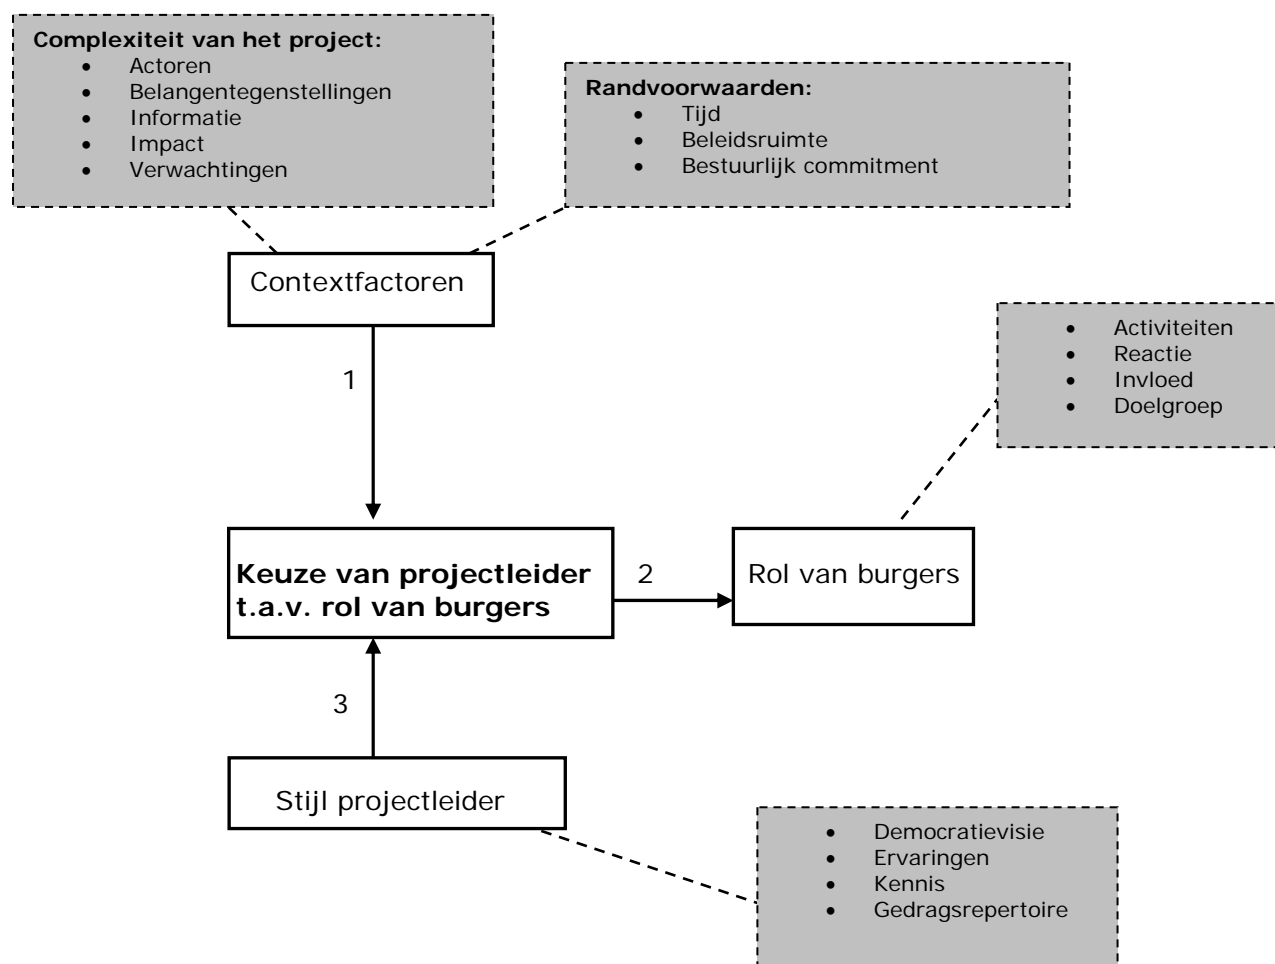 Complexiteit van het project:
• Actoren
• Belangentegenstellingen
• Informatie
• Impact
• Verwachtingen
Randvoorwaarden:
• Tijd
• Beleidsruimte
• Bestuurlijk commitment
Contextfactoren
• Activiteiten
• Reactie
• Invloed
• Doelgroep
1
Keuze van projectleider
t.a.v. rol van burgers
2
Rol van burgers
3
Stijl projectleider
• Democratievisie
• Ervaringen
• Kennis
• Gedragsrepertoire